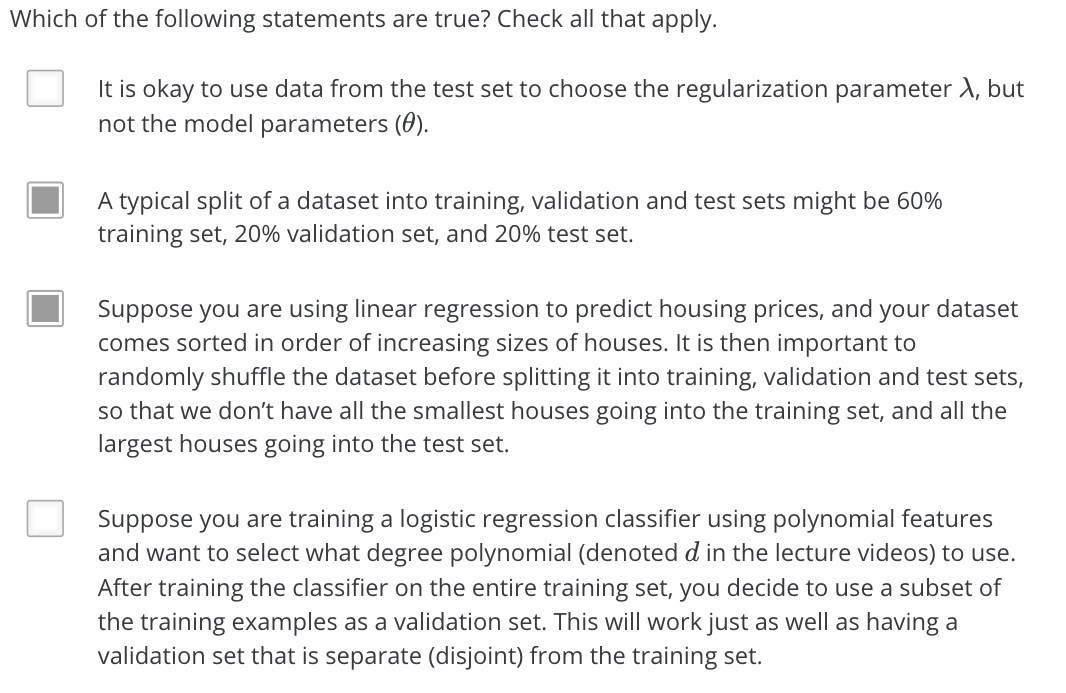 Which of the following statements are true? Check all that apply.
It is okay to use data from the test set to choose the regularization parameter λ, but
not the model parameters (θ).
A typical split of a dataset into training, validation and test sets might be 60%
training set, 20% validation set, and 20% test set.
Suppose you are using linear regression to predict housing prices, and your dataset
comes sorted in order of increasing sizes of houses. It is then important to
randomly shuffle the dataset before splitting it into training, validation and test sets,
so that we don’t have all the smallest houses going into the training set, and all the
largest houses going into the test set.
Suppose you are training a logistic regression classifier using polynomial features
and want to select what degree polynomial (denoted d in the lecture videos) to use.
After training the classifier on the entire training set, you decide to use a subset of
the training examples as a validation set. This will work just as well as having a
validation set that is separate (disjoint) from the training set.